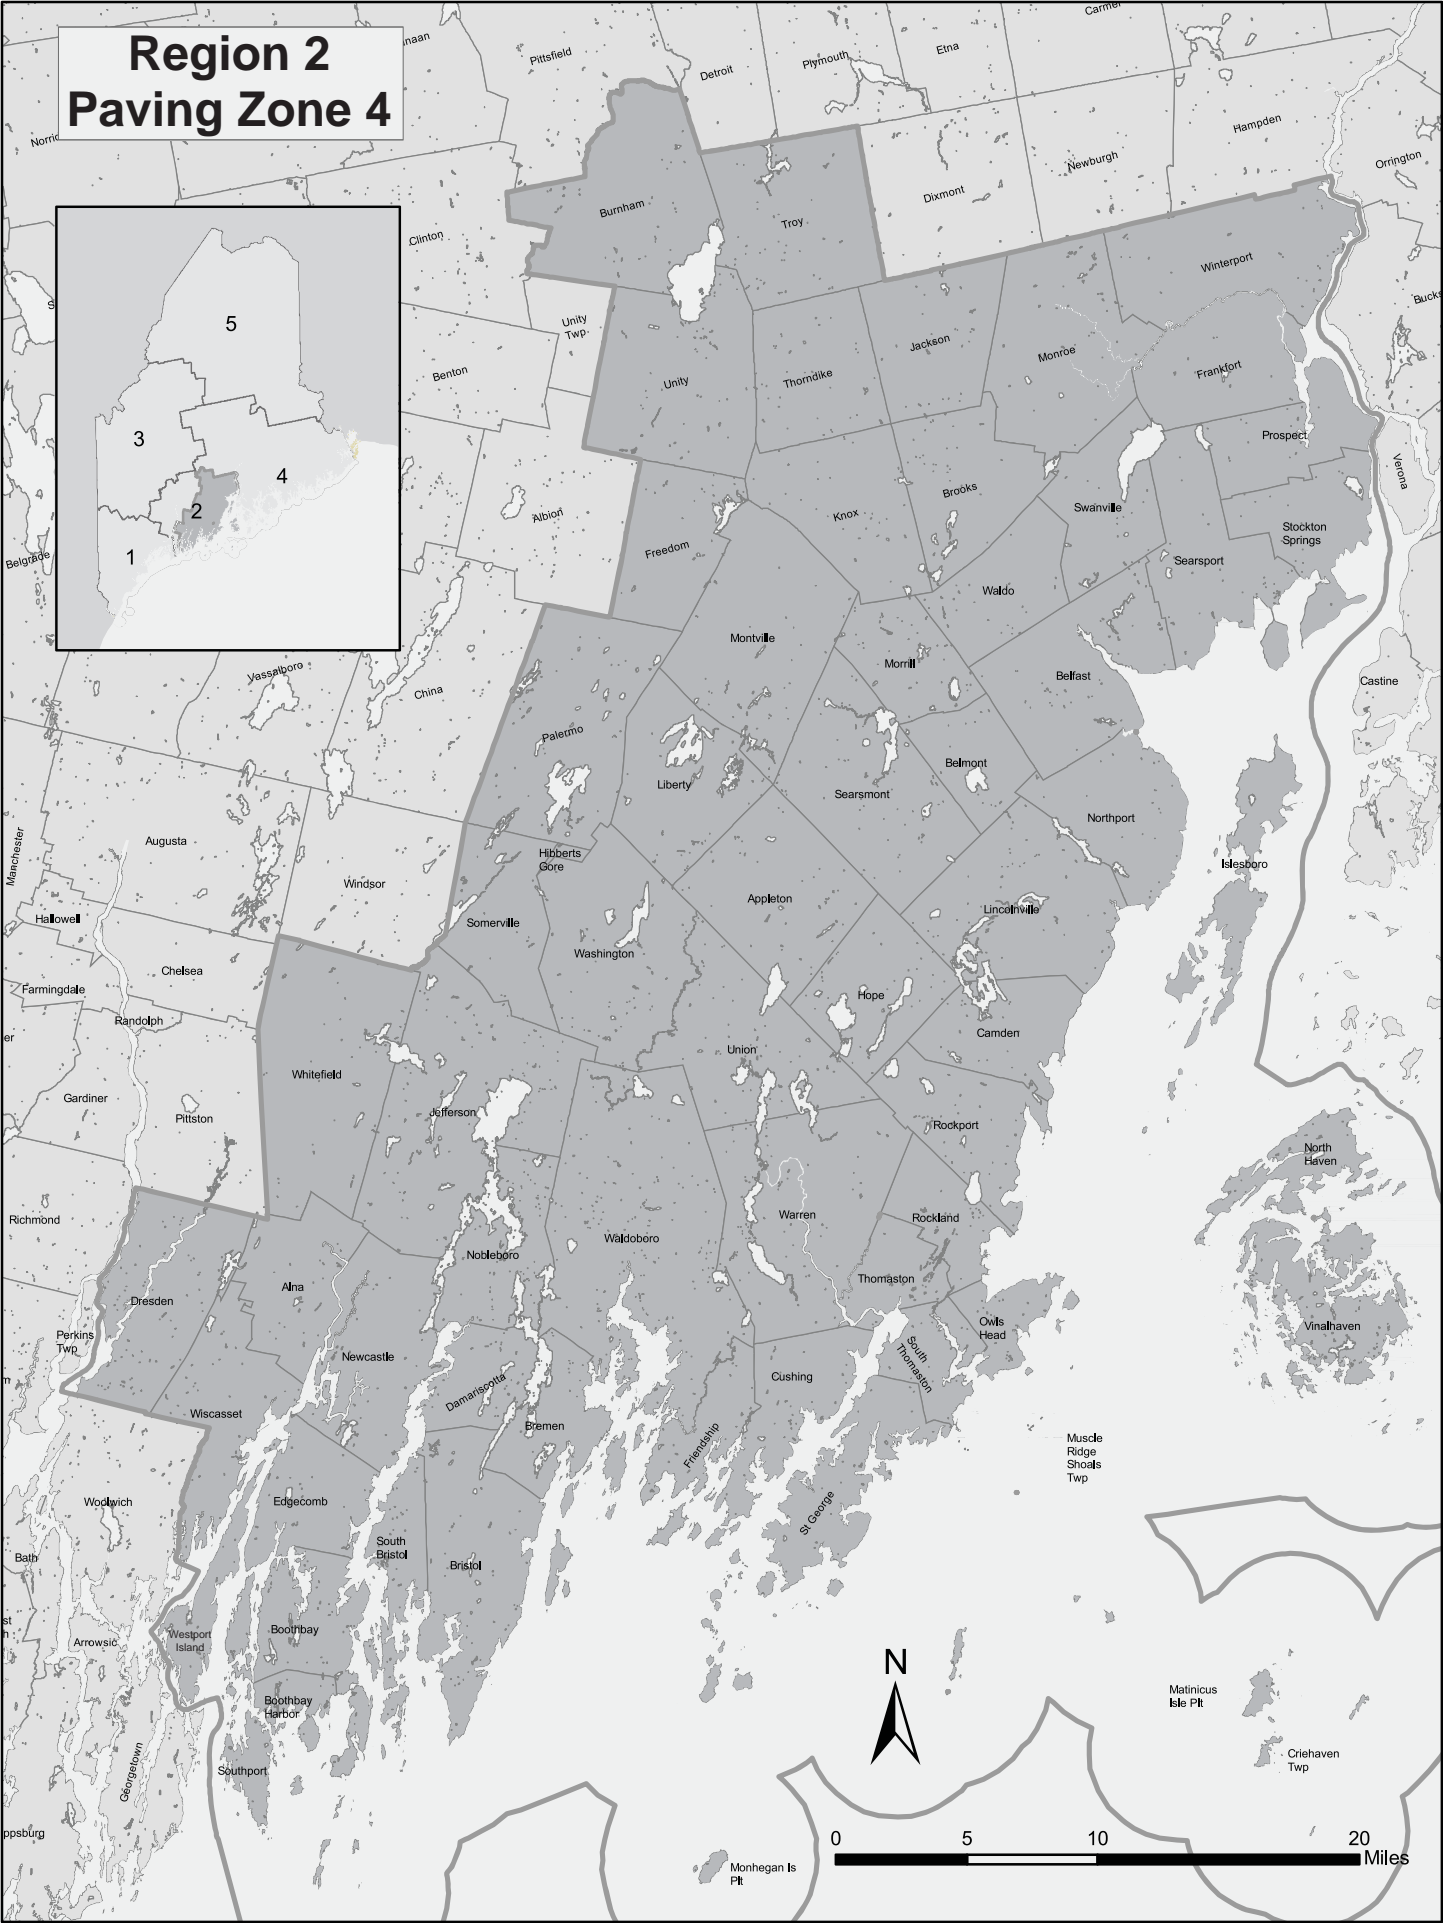 Region 2
Paving Zone 4
Pittsfield
Detroit
Plymouth
Etna
Hampden
Orrington
Newburgh
Dixmont
Burnham
Troy
Clinton
Winterport
Unity
Twp
Benton
Unity
Thorndike
Jackson
Monroe
Frankfort
Prospect
Verona
5
3
4
2
1
Albion
Freedom
Knox
Brooks
Swanville
Stockton
Springs
Searsport
Belgrade
Waldo
Montville
Morrill
Belfast
Castine
Vassalboro
China
Palermo
Liberty
Searsmont
Belmont
Northport
Manchester
Augusta
Windsor
Hibberts
Gore
Islesboro
Hallowell
Somerville
Washington
Appleton
Lincolnville
Chelsea
Farmingdale
Randolph
Hope
Camden
Union
Whitefield
Jefferson
Gardiner
Pittston
Rockport
North
Haven
Richmond
Warren
Rockland
Waldoboro
Nobleboro
Thomaston
Alna
Dresden
Owls
Head
Vinalhaven
Perkins
Twp
Newcastle
South
Thomaston
Damariscotta
Cushing
Wiscasset
Bremen
Friendship
Muscle
Ridge
Shoals
Twp
Woolwich
Edgecomb
St George
Bath
South
Bristol
Bristol
Arrowsic
Westport
Island
Boothbay
N
Boothbay
Harbor
Matinicus
Isle Plt
Georgetown
Southport
Criehaven
Twp
Monhegan Is
Plt
0 5 10 20
Miles